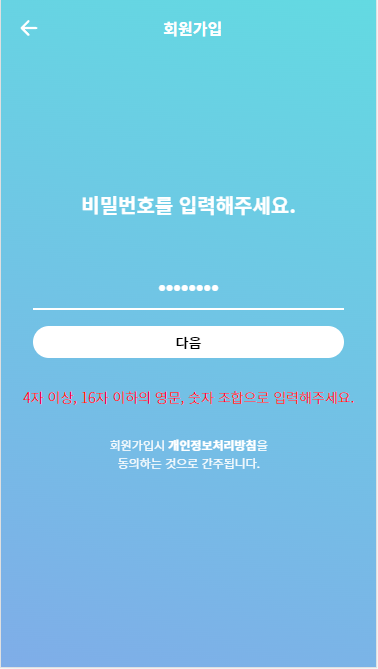 회원가입
비밀번호를 입력해주세요.
••••••••
다음
4자 이상, 16자 이하의 영문, 숫자 조합으로 입력해주세요.
회원가입시 개인정보처리방침을
동의하는 것으로 간주됩니다.